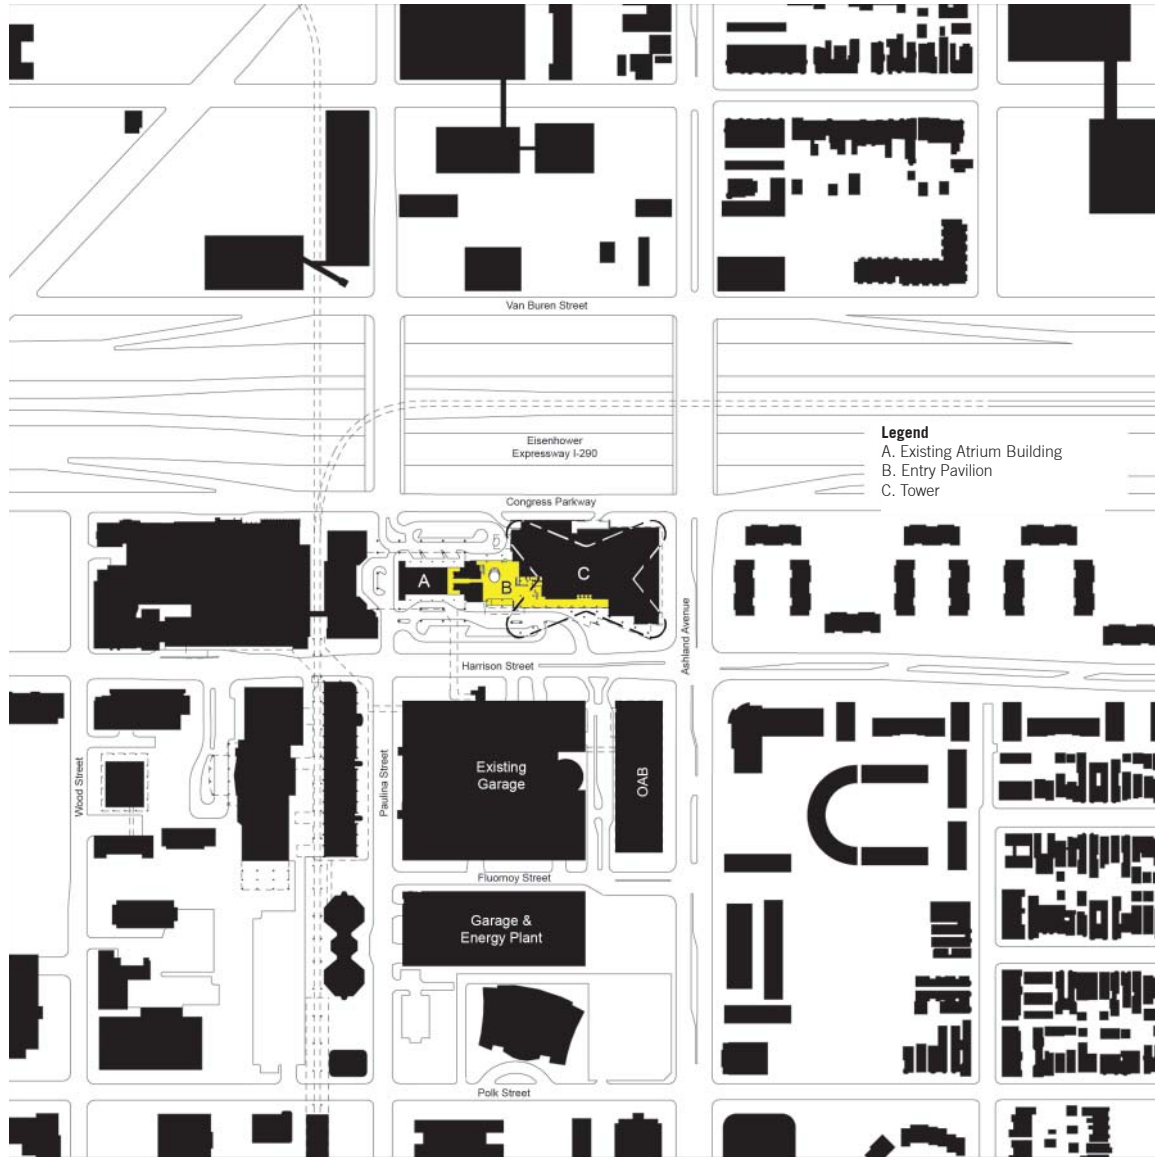 Van Buren Street
Eisenhower
Expressway I-290
Legend
A. Existing Atrium Building
B. Entry Pavilion
C. Tower
Congress Parkway
A
B
C
Ashland Avenue
Harrison Street
Wood Street
Paulina Street
Existing
Garage
OAB
Fluornoy Street
Garage &
Energy Plant
Polk Street